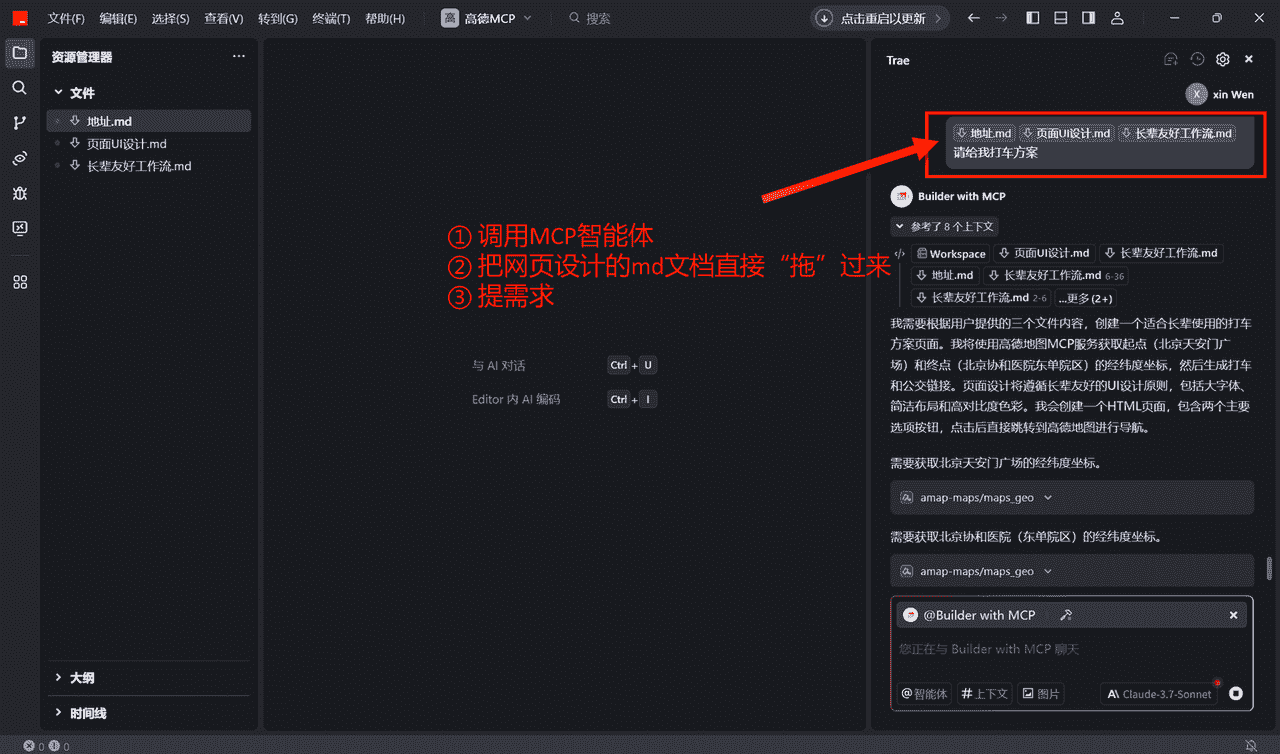 文件(F) 编辑(E) 选择(S) 查看(V) 转到(G) 终端(T) 帮助(H) 高 高德MCP 搜索 点击重启以更新
资源管理器 ...
文件
地址.md
页面UI设计.md
长辈友好工作流.md
大纲
时间线
0 0
① 调用MCP智能体
② 把网页设计的md文档直接“拖”过来
③ 提需求
与 AI 对话 Ctrl + U
Editor 内 AI 编码 Ctrl + I
Trae
X xin Wen
地址.md 页面UI设计.md 长辈友好工作流.md
请给我打车方案
Builder with MCP
参考了 8 个上下文
Workspace 页面UI设计.md 长辈友好工作流.md
地址.md 长辈友好工作流.md 6-36
长辈友好工作流.md 2-6 ...更多 (2+)
我需要根据用户提供的三个文件内容，创建一个适合长辈使用的打车
方案页面。我将使用高德地图MCP服务获取起点（北京天安门广
场）和终点（北京协和医院东单院区）的经纬度坐标，然后生成打车
和公交链接。页面设计将遵循长辈友好的UI设计原则，包括大字体、
简洁布局和高对比度色彩。我会创建一个HTML页面，包含两个主要
选项按钮，点击后直接跳转到高德地图进行导航。
需要获取北京天安门广场的经纬度坐标。
amap-maps/maps_geo
需要获取北京协和医院（东单院区）的经纬度坐标。
amap-maps/maps_geo
@Builder with MCP
您正在与 Builder with MCP 聊天
@智能体 #上下文 图片 Claude-3.7-Sonnet